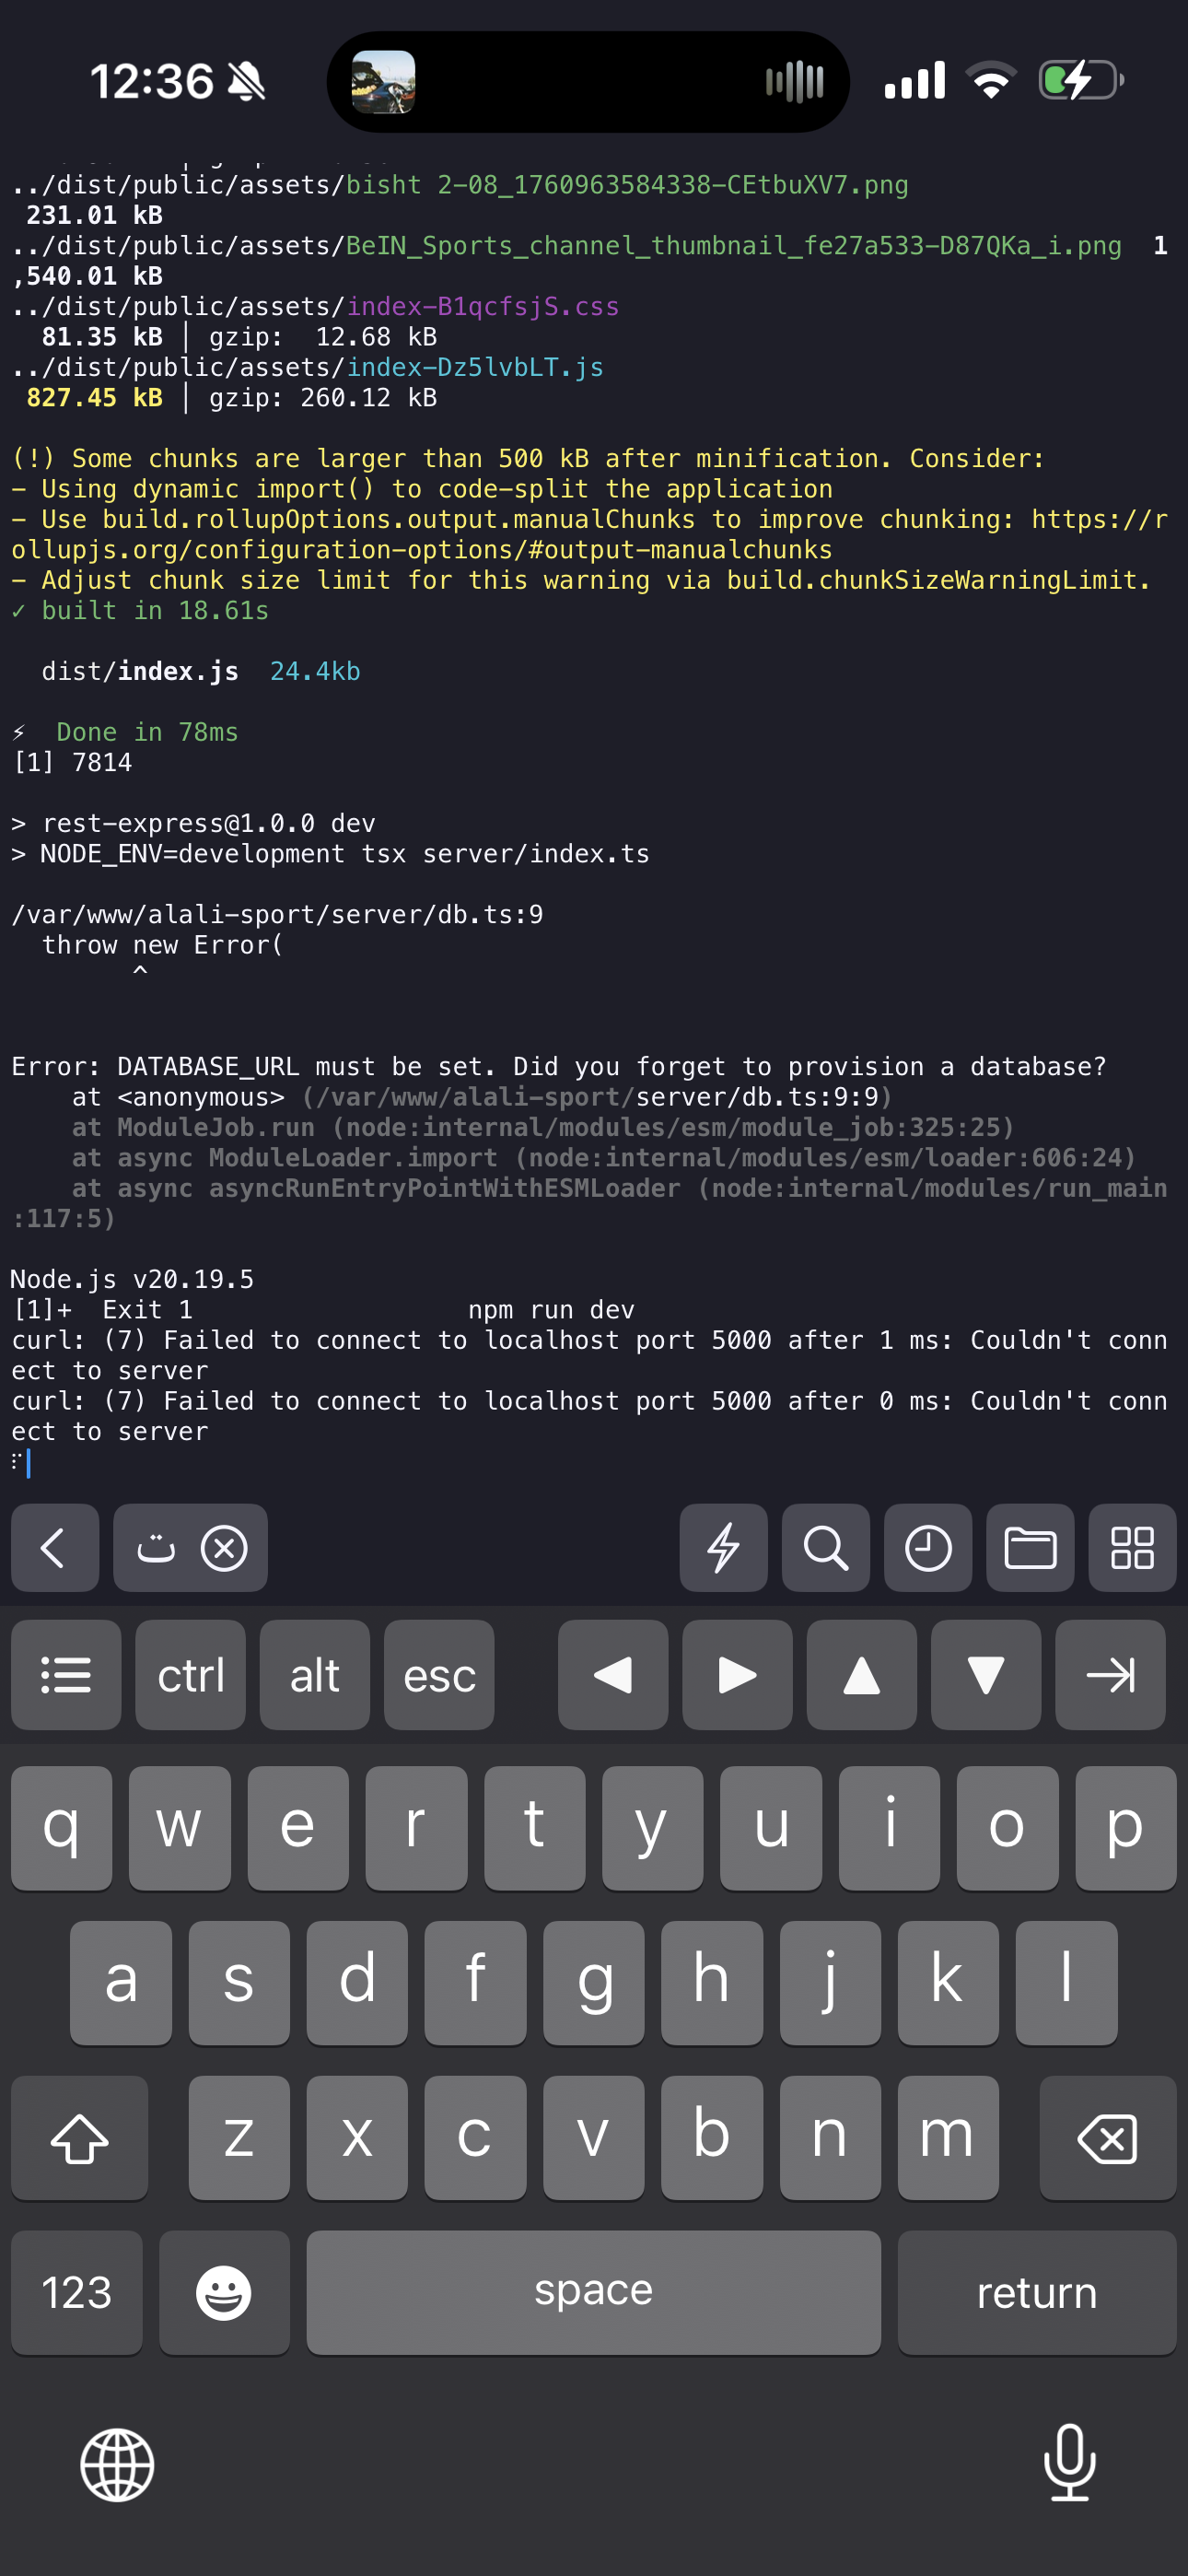 12:36
../dist/public/assets/bisht 2-08_1760963584338-CEtbuXV7.png
231.01 kB
../dist/public/assets/BeIN_Sports_channel_thumbnail_fe27a533-D87QKa_i.png  1
,540.01 kB
../dist/public/assets/index-B1qcfsjS.css
81.35 kB │ gzip:  12.68 kB
../dist/public/assets/index-Dz5lvbLT.js
827.45 kB │ gzip: 260.12 kB
(!) Some chunks are larger than 500 kB after minification. Consider:
- Using dynamic import() to code-split the application
- Use build.rollupOptions.output.manualChunks to improve chunking: https://r
ollupjs.org/configuration-options/#output-manualchunks
- Adjust chunk size limit for this warning via build.chunkSizeWarningLimit.
✓ built in 18.61s
dist/index.js  24.4kb
⚡ Done in 78ms
[1] 7814
> rest-express@1.0.0 dev
> NODE_ENV=development tsx server/index.ts
/var/www/alali-sport/server/db.ts:9
throw new Error(
^
Error: DATABASE_URL must be set. Did you forget to provision a database?
at <anonymous> (/var/www/alali-sport/server/db.ts:9:9)
at ModuleJob.run (node:internal/modules/esm/module_job:325:25)
at async ModuleLoader.import (node:internal/modules/esm/loader:606:24)
at async asyncRunEntryPointWithESMLoader (node:internal/modules/run_main
:117:5)
Node.js v20.19.5
[1]+  Exit 1                  npm run dev
curl: (7) Failed to connect to localhost port 5000 after 1 ms: Couldn't conn
ect to server
curl: (7) Failed to connect to localhost port 5000 after 0 ms: Couldn't conn
ect to server
ت
ctrl alt esc
q w e r t y u i o p
a s d f g h j k l
z x c v b n m
123 space return